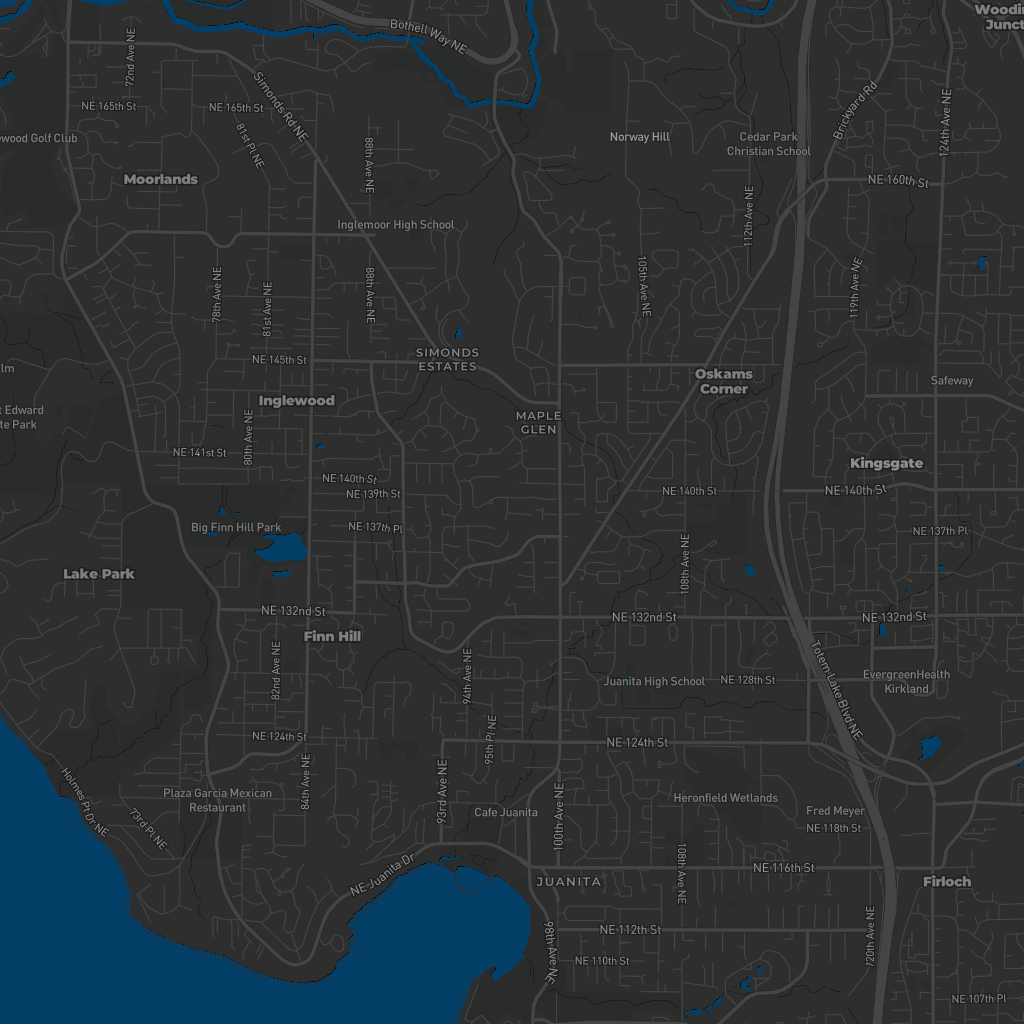 Woodin
Junct
Bothell Way NE
72nd Ave NE
Simonds Rd NE
NE 165th St
NE 165th St
Brickyard Rd
124th Ave NE
ewood Golf Club
81st Pl NE
88th Ave NE
Norway Hill
Cedar Park
Christian School
Moorlands
NE 160th St
112th Ave NE
Inglemoor High School
78th Ave NE
81st Ave NE
88th Ave NE
105th Ave NE
119th Ave NE
NE 145th St
SIMONDS
ESTATES
lm
Oskams
Corner
Safeway
Inglewood
t Edward
te Park
80th Ave NE
MAPLE
GLEN
NE 141st St
Kingsgate
NE 140th St
NE 139th St
NE 140th St
NE 140th St
Big Finn Hill Park
NE 137th Pl
NE 137th Pl
108th Ave NE
Lake Park
NE 132nd St
NE 132nd St
NE 132nd St
Finn Hill
82nd Ave NE
94th Ave NE
Totem Lake Blvd NE
Juanita High School
NE 128th St
EvergreenHealth
Kirkland
95th Pl NE
NE 124th St
NE 124th St
Holmes Pt Dr NE
73rd Pl NE
84th Ave NE
93rd Ave NE
Plaza Garcia Mexican
Restaurant
Cafe Juanita
100th Ave NE
Heronfield Wetlands
Fred Meyer
NE 118th St
108th Ave NE
NE 116th St
NE Juanita Dr
JUANITA
Firloch
98th Ave NE
NE 112th St
720th Ave NE
NE 110th St
NE 107th Pl